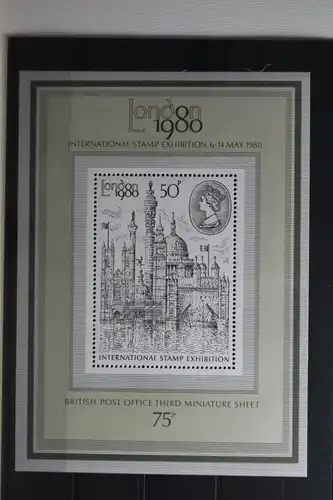 London
1980
INTERNATIONAL STAMP EXHIBITION 6-14 MAY 1980
London
1980
50P
INTERNATIONAL STAMP EXHIBITION
BRITISH POST OFFICE THIRD MINIATURE SHEET
75P